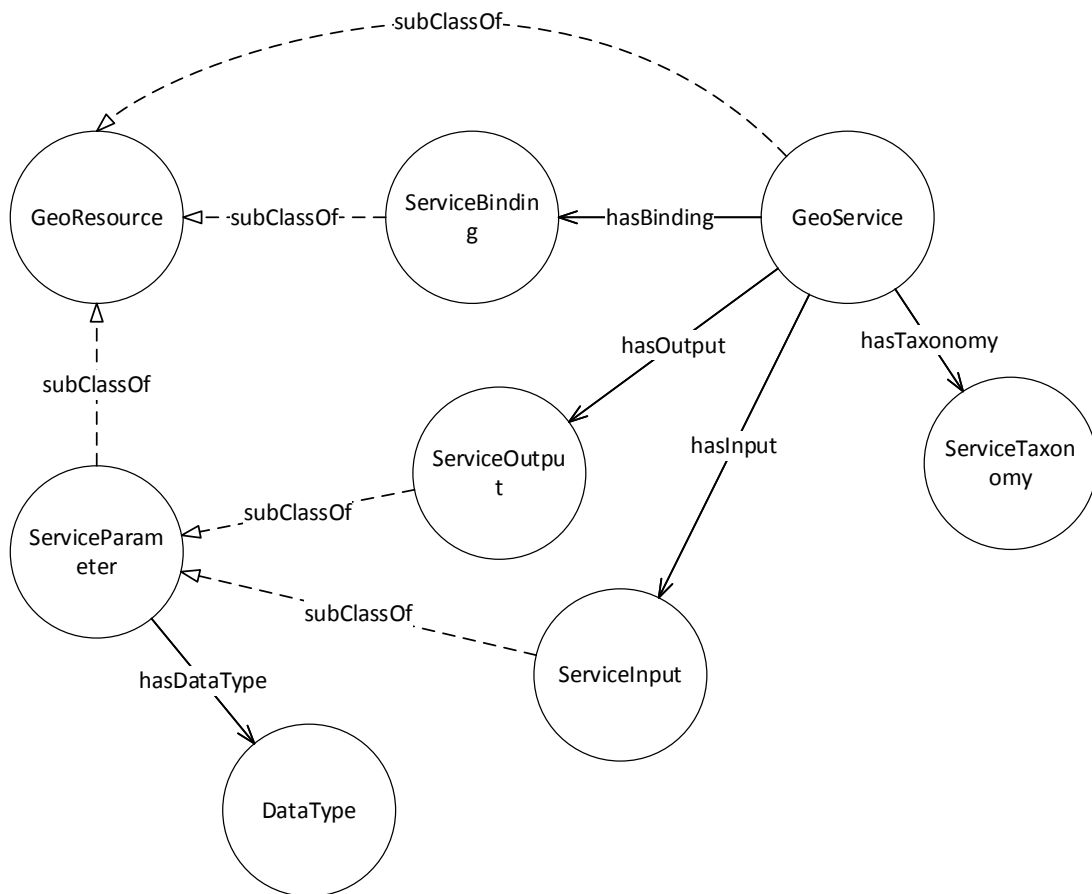 subClassOf
GeoResource
subClassOf
ServiceBindin
g
hasBinding
GeoService
hasOutput
hasTaxonomy
subClassOf
hasInput
ServiceOutpu
t
ServiceTaxon
omy
subClassOf
ServiceParam
eter
subClassOf
ServiceInput
hasDataType
DataType